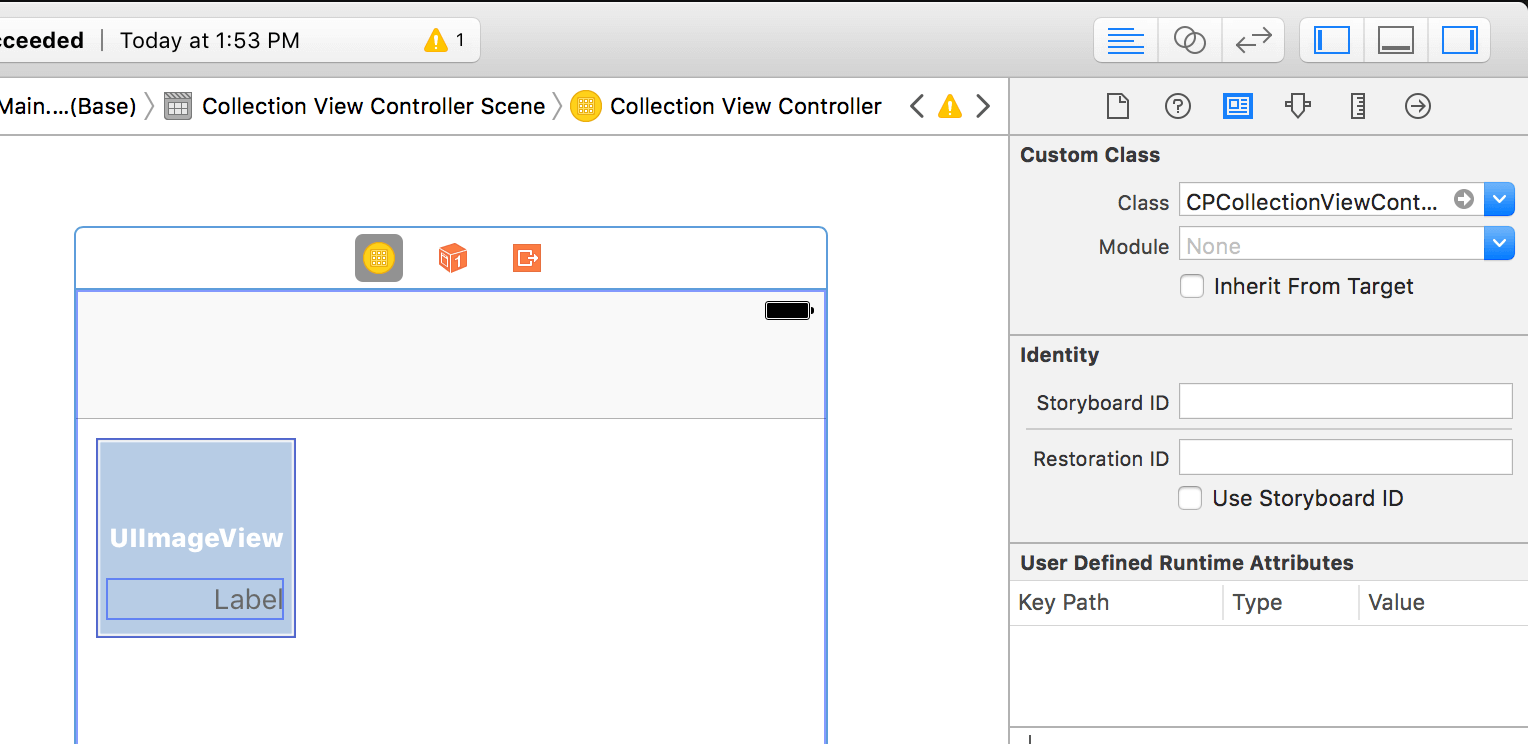 ceeded | Today at 1:53 PM 1
Main....(Base) Collection View Controller Scene Collection View Controller
Custom Class
Class CPCollectionViewCont...
Module None
Inherit From Target
Identity
Storyboard ID
Restoration ID
Use Storyboard ID
User Defined Runtime Attributes
Key Path Type Value
1
UIImageView
Label